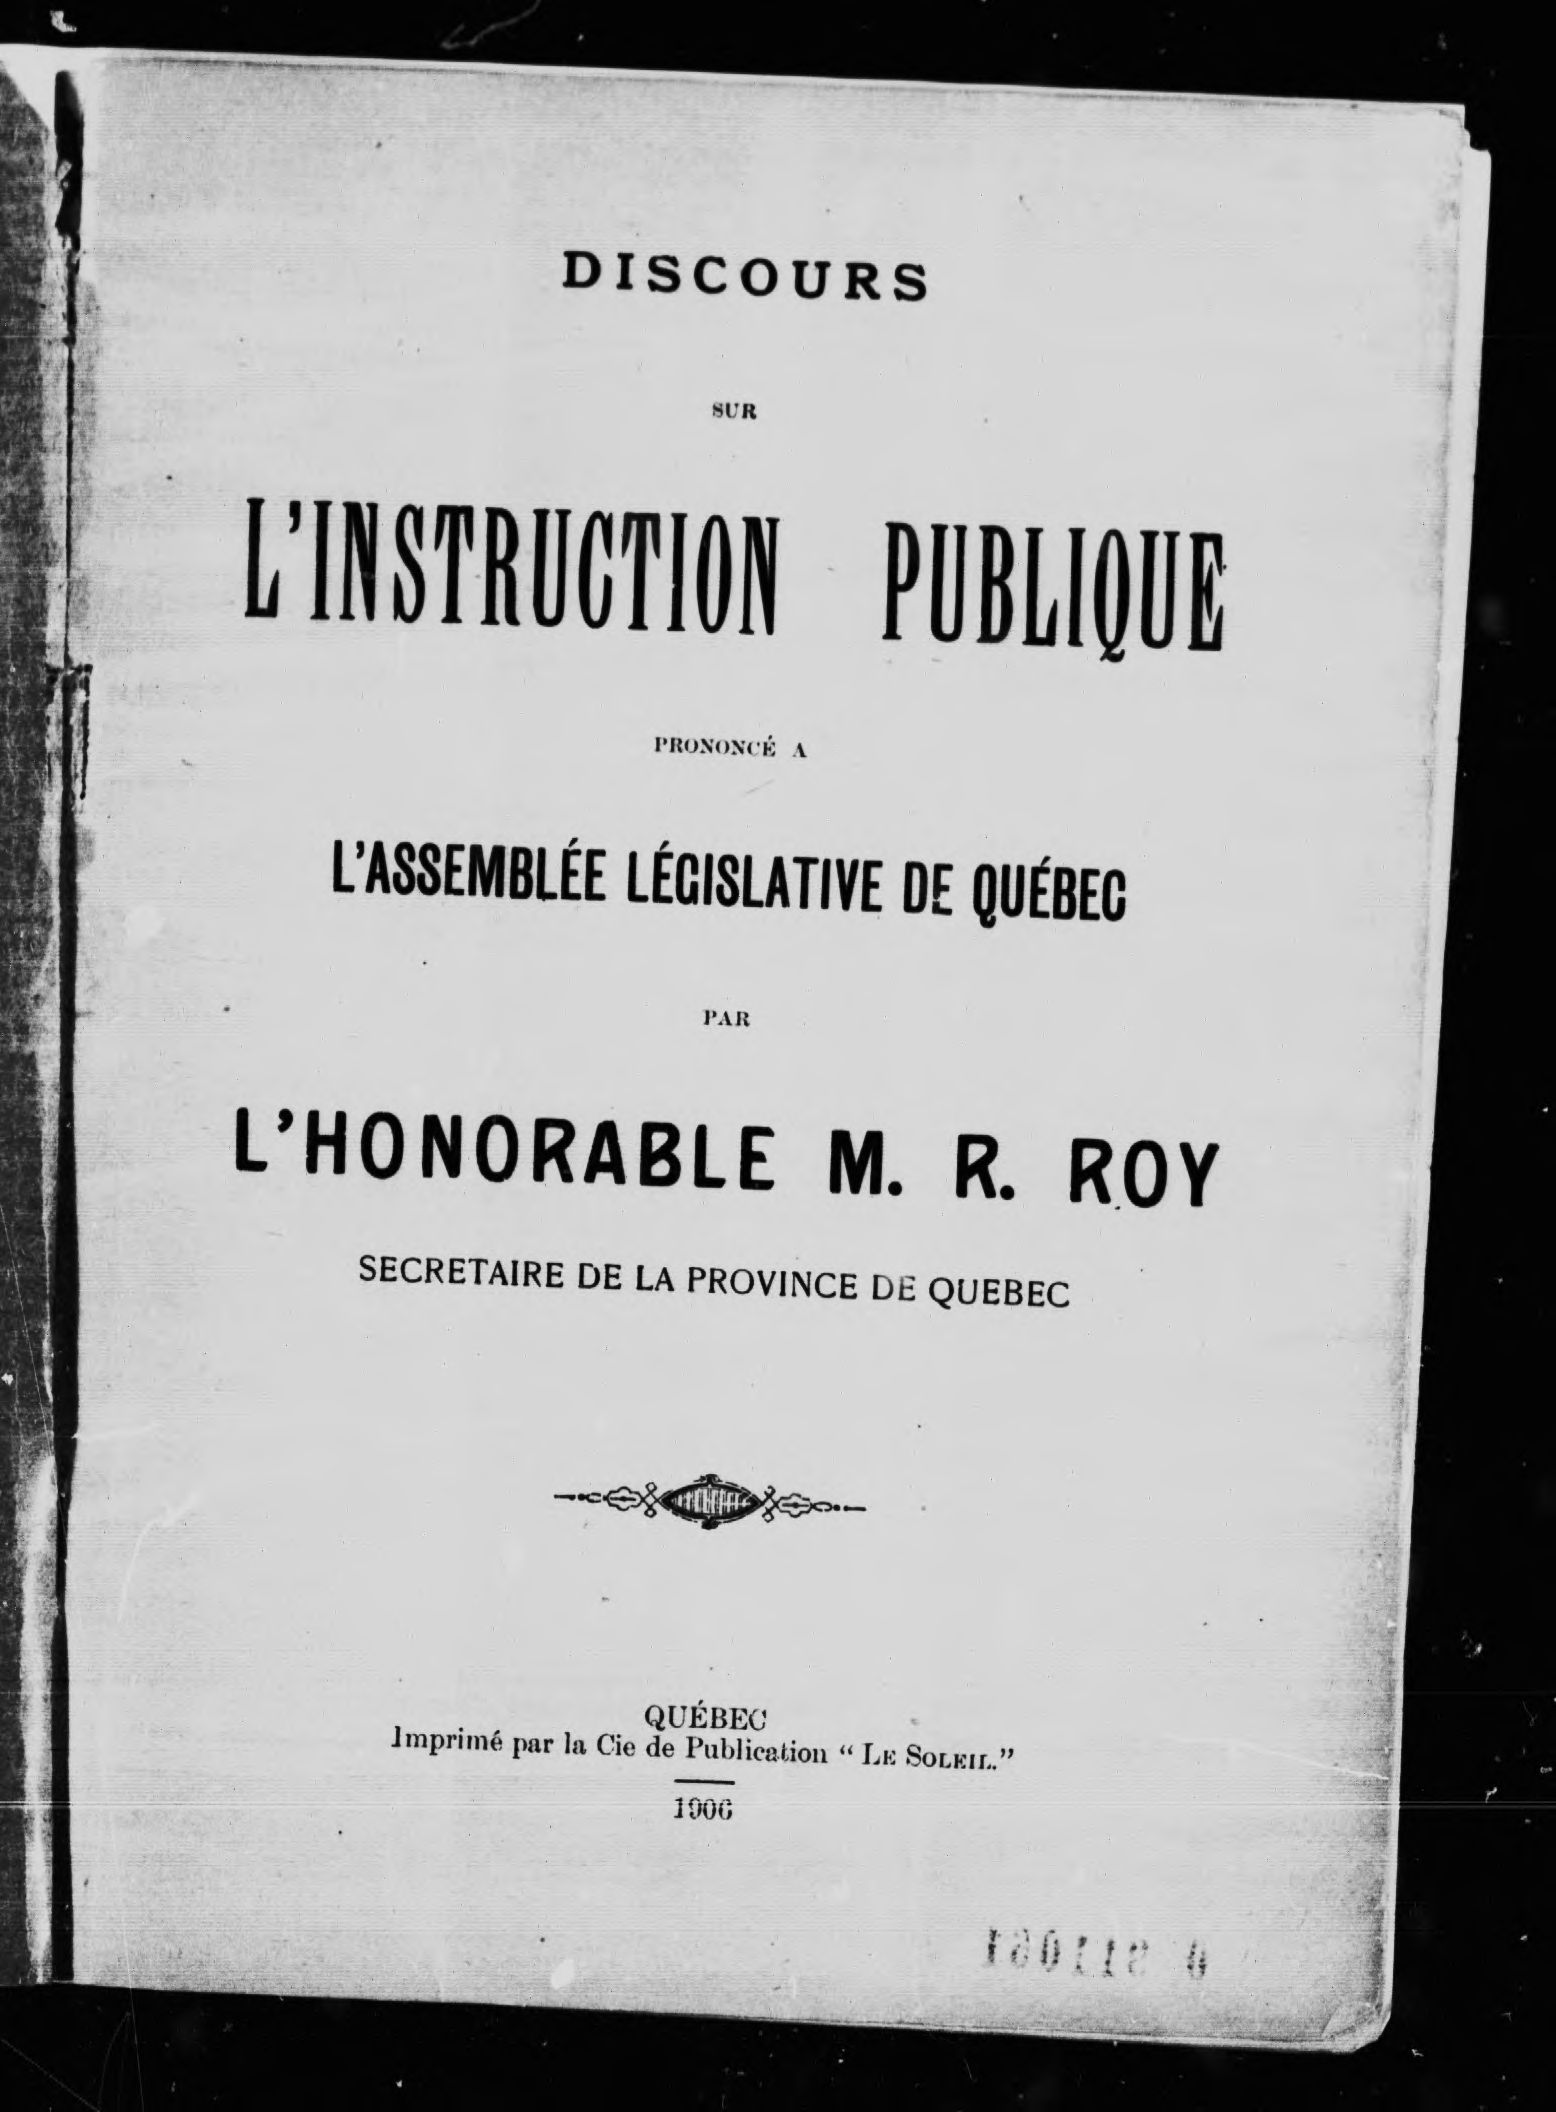 DISCOURS
SUR
L'INSTRUCTION PUBLIQUE
PRONONCÉ A
L'ASSEMBLÉE LÉGISLATIVE DE QUÉBEC
PAR
L'HONORABLE M. R. ROY
SECRETAIRE DE LA PROVINCE DE QUEBEC
QUÉBEC
Imprimé par la Cie de Publication “ LE SOLEIL.”
1906